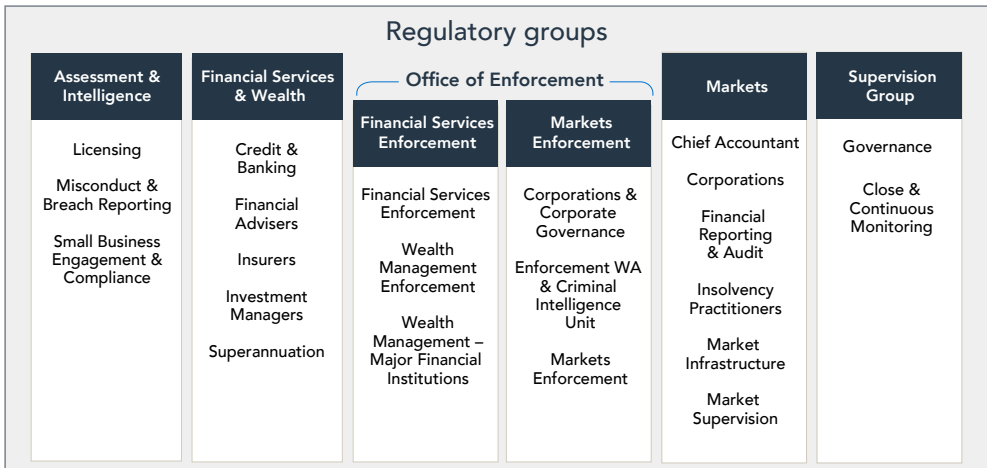 Regulatory groups
Assessment &
Intelligence
Licensing
Misconduct &
Breach Reporting
Small Business
Engagement &
Compliance
Financial Services
& Wealth
Credit &
Banking
Financial
Advisers
Insurers
Investment
Managers
Superannuation
Office of Enforcement
Financial Services
Enforcement
Financial Services
Enforcement
Wealth
Management
Enforcement
Wealth
Management –
Major Financial
Institutions
Markets
Enforcement
Corporations &
Corporate
Governance
Enforcement WA
& Criminal
Intelligence
Unit
Markets
Enforcement
Markets
Chief Accountant
Corporations
Financial
Reporting
& Audit
Insolvency
Practitioners
Market
Infrastructure
Market
Supervision
Supervision
Group
Governance
Close &
Continuous
Monitoring